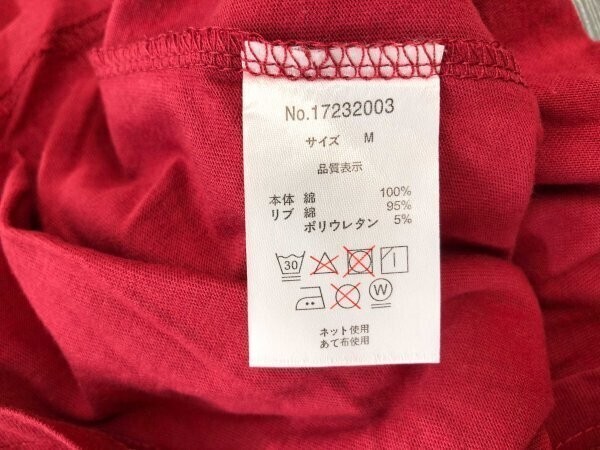 No.17232003
サイズ M
品質表示
本体 綿 100%
リブ 綿 95%
ポリウレタン 5%
30
W
ネット使用
あて布使用